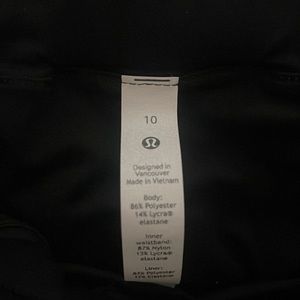 10
Designed in
Vancouver
Made in Vietnam
Body:
86% Polyester
14% Lycra®
elastane
Inner
waistband:
87% Nylon
13% Lycra®
elastane
Liner:
Polyester